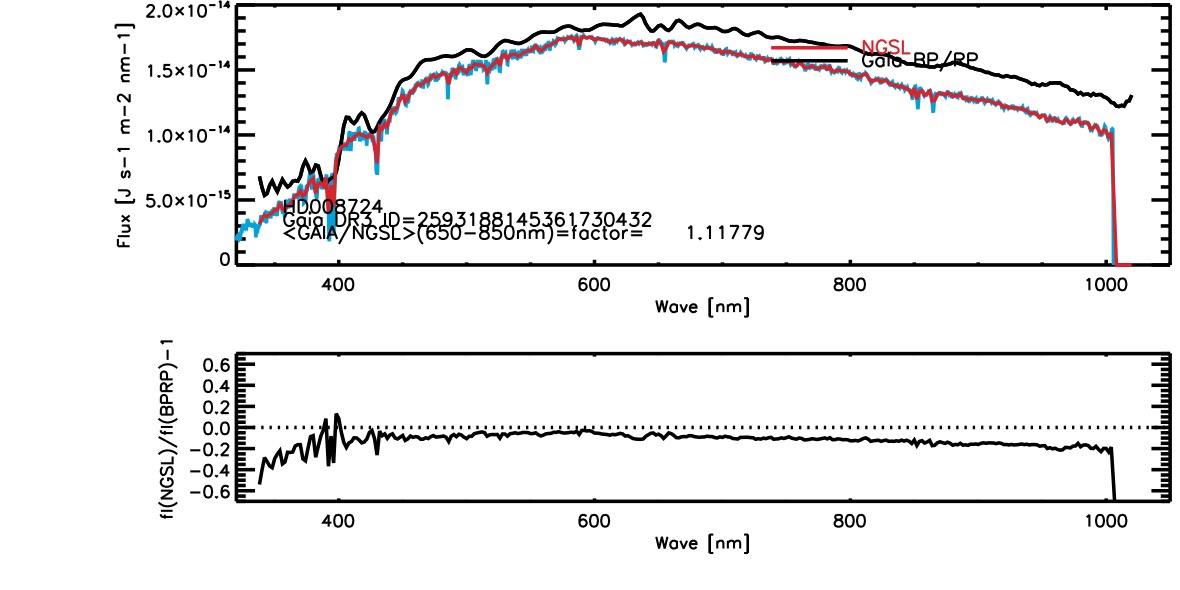 2.0×10⁻¹⁴
1.5×10⁻¹⁴
1.0×10⁻¹⁴
5.0×10⁻¹⁵
0
Flux [J s−1 m−2 nm−1]
NGSL
Gaia BP/RP
HD008724
Gaia DR3 ID=2593188145361730432
<GAIA/NGSL>(650−850nm)=factor= 1.11779
400 600 800 1000
Wave [nm]
fl(NGSL)/fl(BPRP)−1
0.6
0.4
0.2
0.0
−0.2
−0.4
−0.6
400 600 800 1000
Wave [nm]